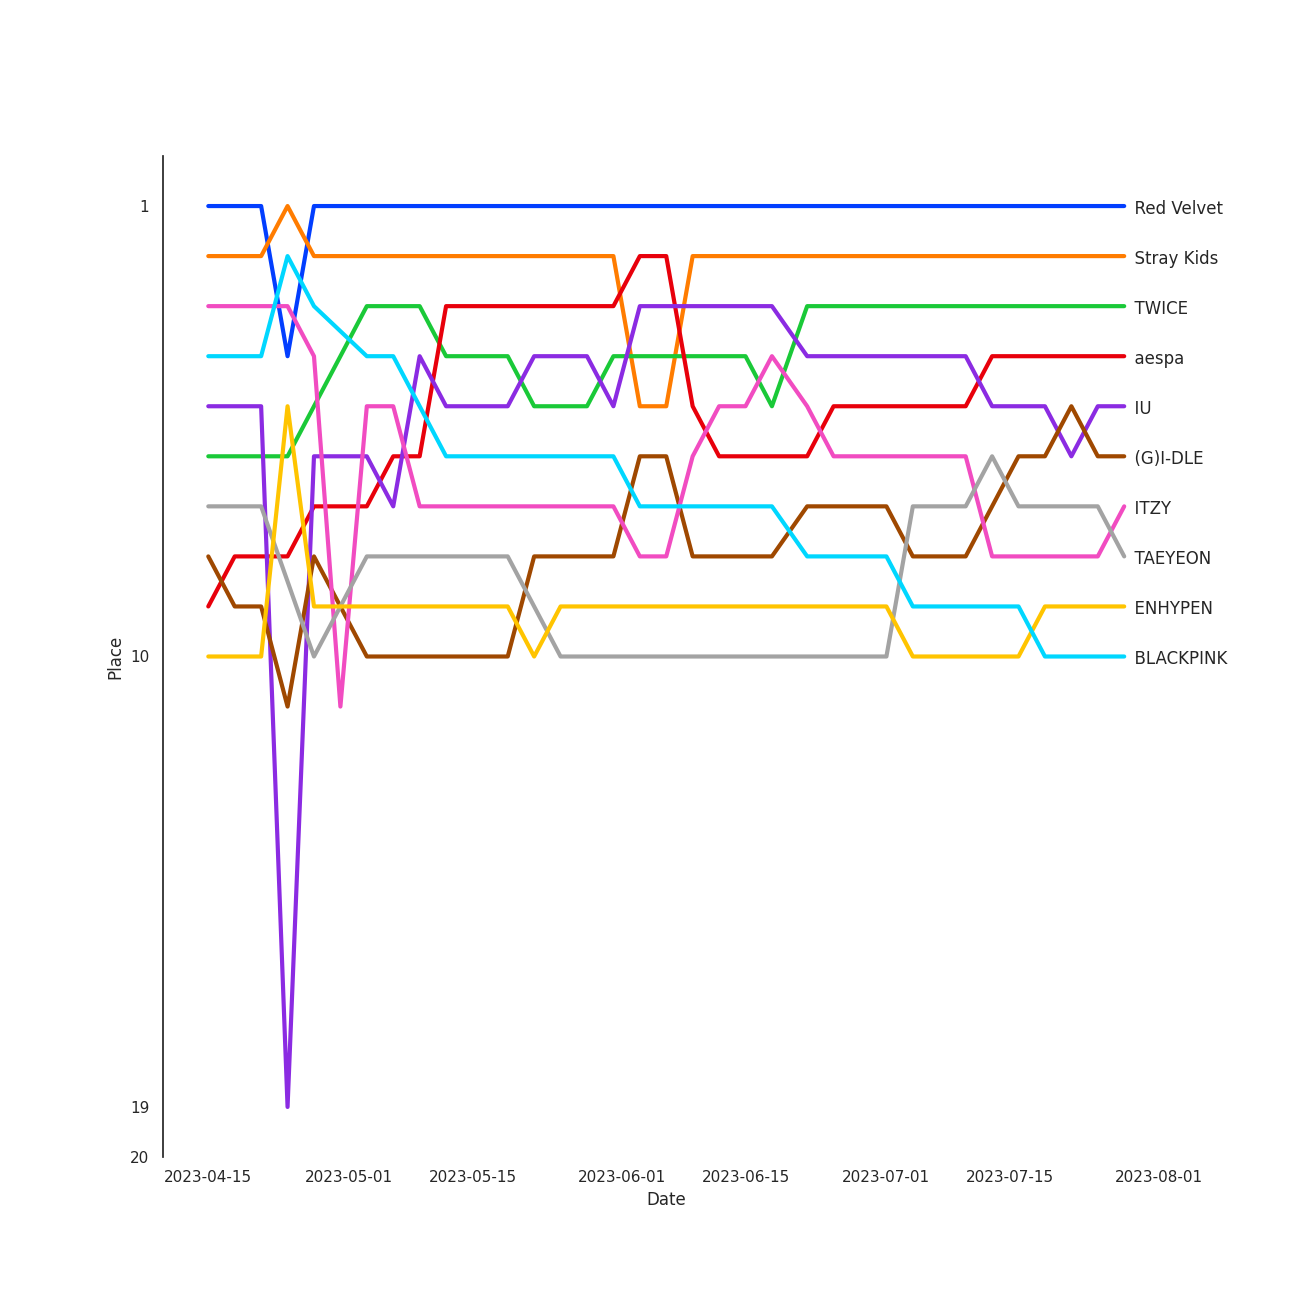 1
10
19
20
Place
Red Velvet
Stray Kids
TWICE
aespa
IU
(G)I-DLE
ITZY
TAEYEON
ENHYPEN
BLACKPINK
2023-04-15 2023-05-01 2023-05-15 2023-06-01 2023-06-15 2023-07-01 2023-07-15 2023-08-01
Date